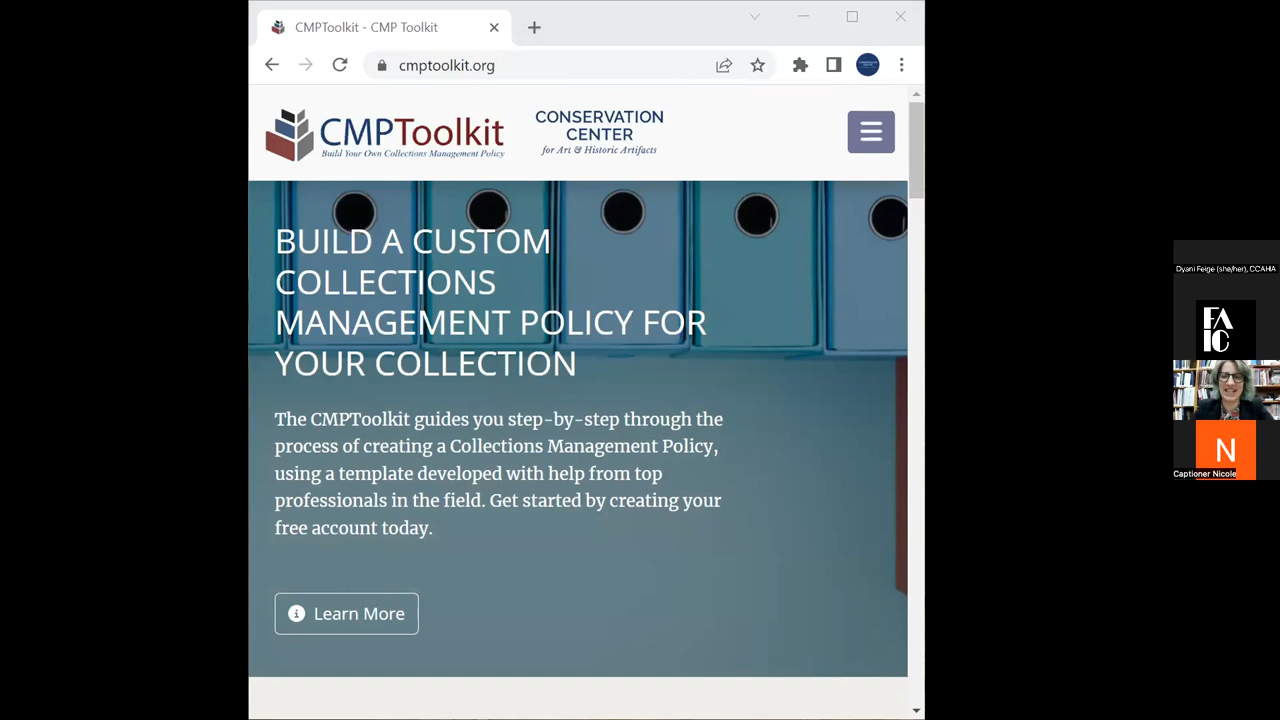 CMPToolkit - CMP Toolkit
cmptoolkit.org
CMPToolkit
Build Your Own Collections Management Policy
CONSERVATION
CENTER
for Art & Historic Artifacts
BUILD A CUSTOM
COLLECTIONS
MANAGEMENT POLICY FOR
YOUR COLLECTION
The CMPToolkit guides you step-by-step through the
process of creating a Collections Management Policy,
using a template developed with help from top
professionals in the field. Get started by creating your
free account today.
Learn More
Dyani Feige (she/her), CCAHA
FA
IC
N
Captioner Nicole